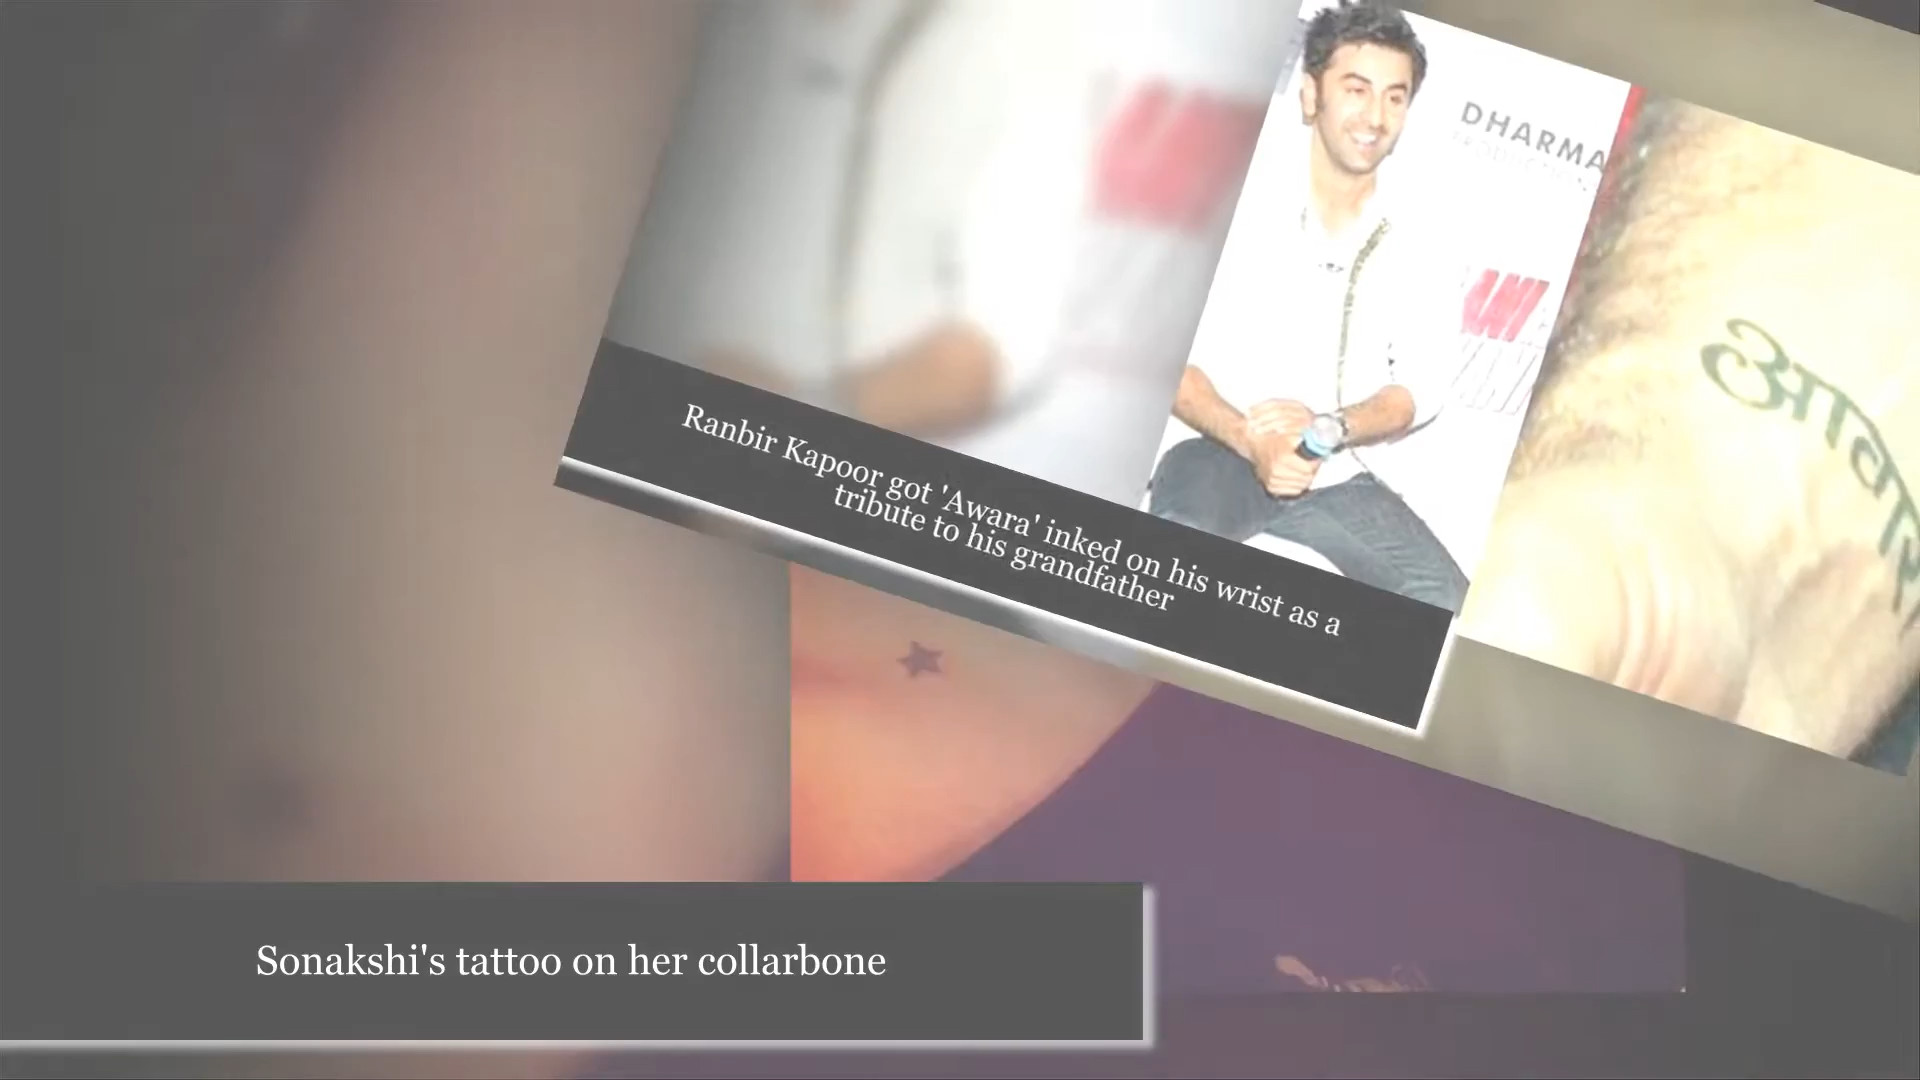 DHARMA
PRODUCTIONS
Ranbir Kapoor got 'Awara' inked on his wrist as a
tribute to his grandfather
Sonakshi's tattoo on her collarbone